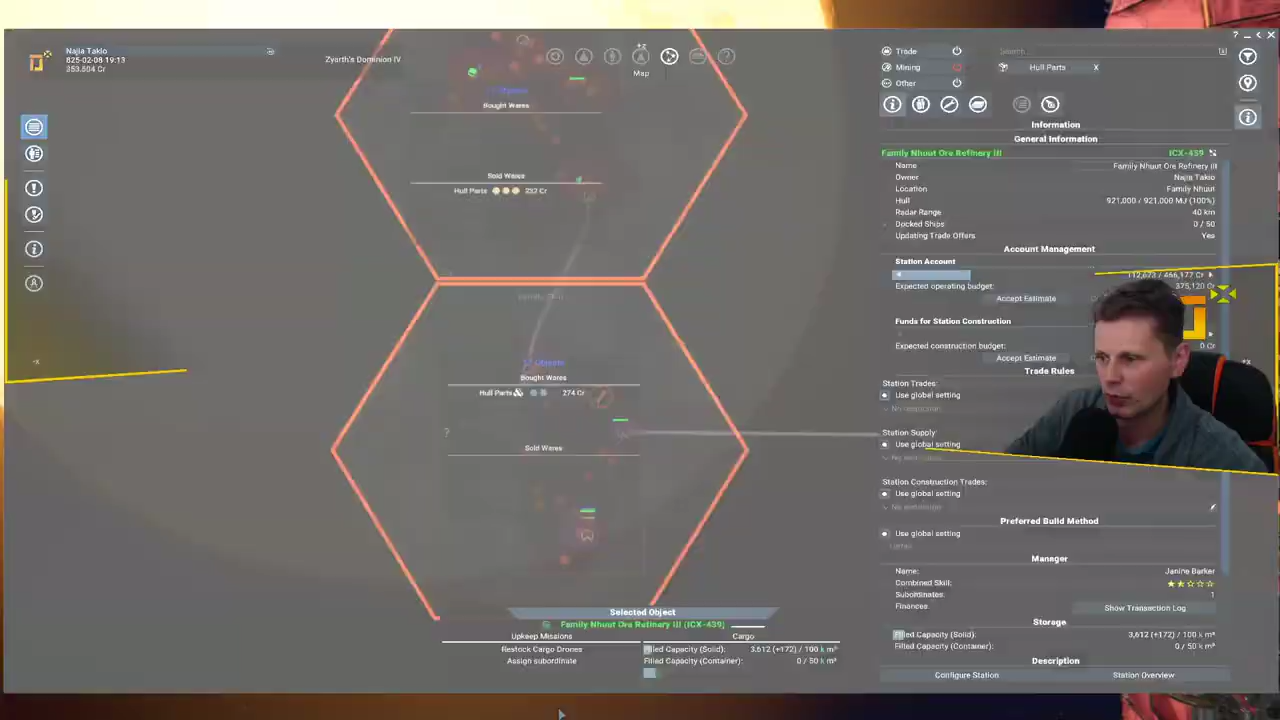 Najia Takio
825-02-08 19:13
Zyarth's Dominion IV
Map
Trade
Mining
Other
Search...
Hull Parts X
Information
General Information
Family Nhuut Ore Refinery III ICX-439
Name Family Nhuut Ore Refinery III
Owner Najia Takio
Location Family Nhuut
Hull 921,000 / 921,000 MJ (100%)
Radar Range 40 km
Docked Ships 0 / 50
Updating Trade Offers Yes
Account Management
Station Account
466,177 Cr
Expected operating budget: 375,120 Cr
Accept Estimate
Funds for Station Construction
Expected construction budget: 0 Cr
Accept Estimate
Trade Rules
Station Trades:
Use global setting
Station Supply:
Use global setting
Station Construction Trades:
Use global setting
No restriction
Preferred Build Method
Use global setting
Manager
Name: Janine Barker
Combined Skill:
Subordinates: 1
Finances: Show Transaction Log
Storage
Filled Capacity (Solid): 3,612 (+172) / 100 k m³
Filled Capacity (Container): 0 / 50 k m³
Description
Configure Station Station Overview
Bought Wares
Sold Wares
Hull Parts 232 Cr
Bought Wares
Hull Parts 274 Cr
Sold Wares
Selected Object
Family Nhuut Ore Refinery III (ICX-439)
Upkeep Missions Cargo
Restock Cargo Drones 3,612 (+172) / 100 k m³
Assign subordinate Filled Capacity (Container): 0 / 50 k m³